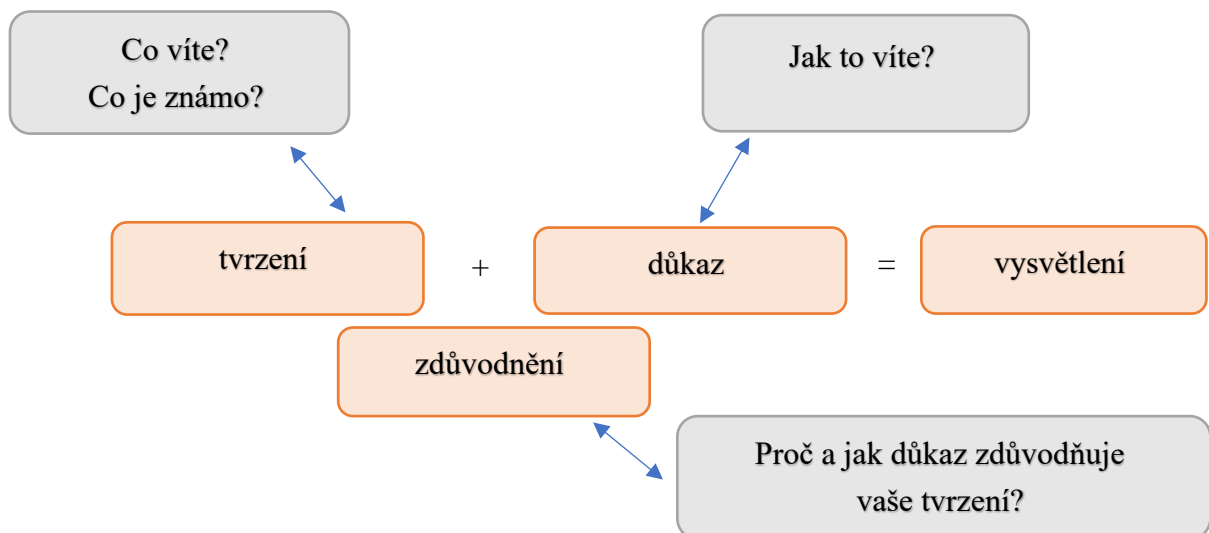 Co víte?
Co je známo?
Jak to víte?
tvrzení
+
důkaz
=
vysvětlení
zdůvodnění
Proč a jak důkaz zdůvodňuje
vaše tvrzení?